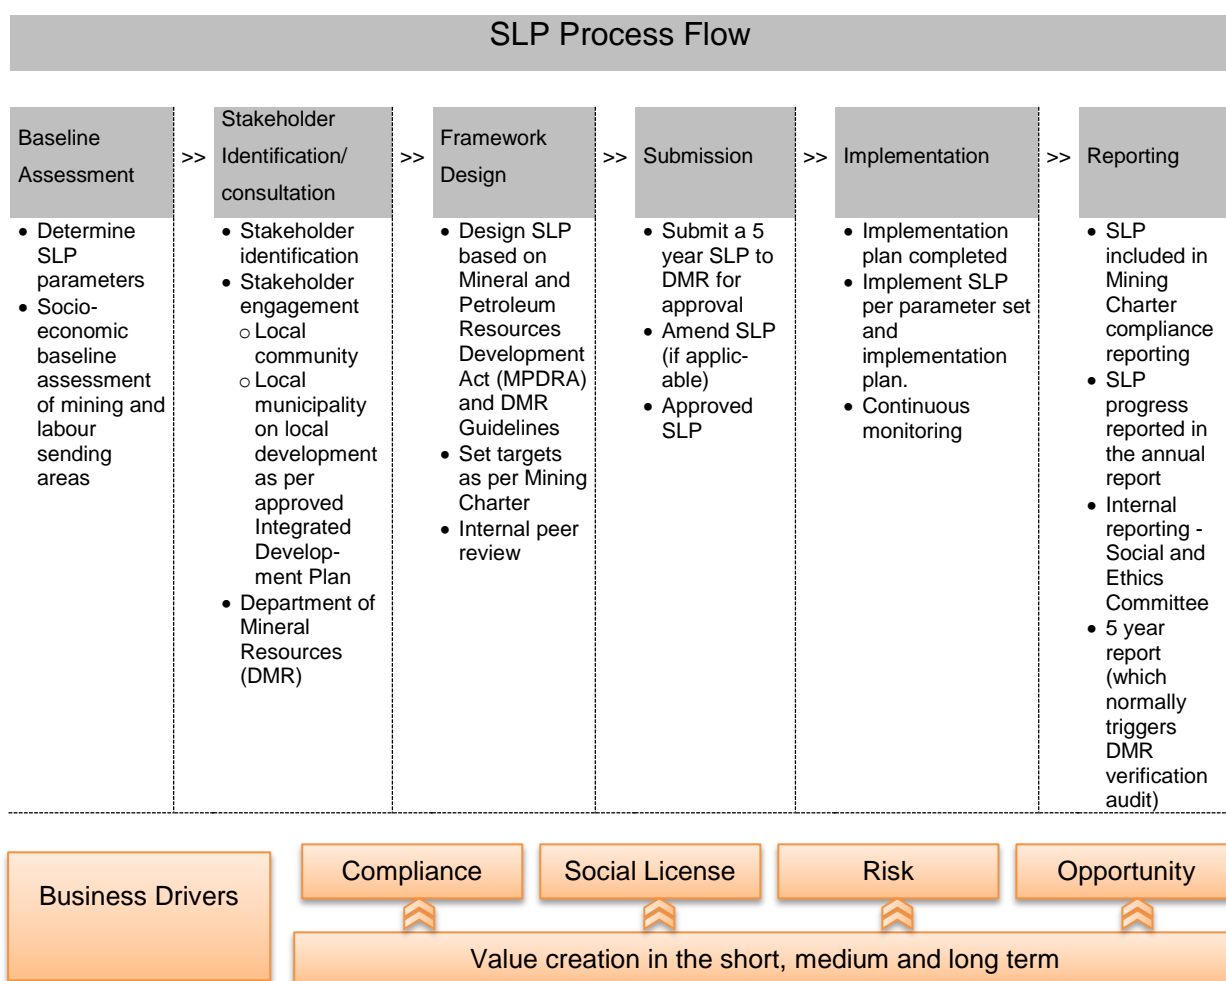 SLP Process Flow
Baseline
Assessment
>>
Stakeholder
Identification/
consultation
>>
Framework
Design
>>
Submission
>>
Implementation
>>
Reporting
• Determine
SLP
parameters
• Socio-
economic
baseline
assessment
of mining and
labour
sending
areas
• Stakeholder
identification
• Stakeholder
engagement
○ Local
community
○ Local
municipality
on local
development
as per
approved
Integrated
Develop-
ment Plan
• Department of
Mineral
Resources
(DMR)
• Design SLP
based on
Mineral and
Petroleum
Resources
Development
Act (MPDRA)
and DMR
Guidelines
• Set targets
as per Mining
Charter
• Internal peer
review
• Submit a 5
year SLP to
DMR for
approval
• Amend SLP
(if applic-
able)
• Approved
SLP
• Implementation
plan completed
• Implement SLP
per parameter set
and
implementation
plan.
• Continuous
monitoring
• SLP
included in
Mining
Charter
compliance
reporting
• SLP
progress
reported in
the annual
report
• Internal
reporting -
Social and
Ethics
Committee
• 5 year
report
(which
normally
triggers
DMR
verification
audit)
Business Drivers
Compliance
Social License
Risk
Opportunity
Value creation in the short, medium and long term